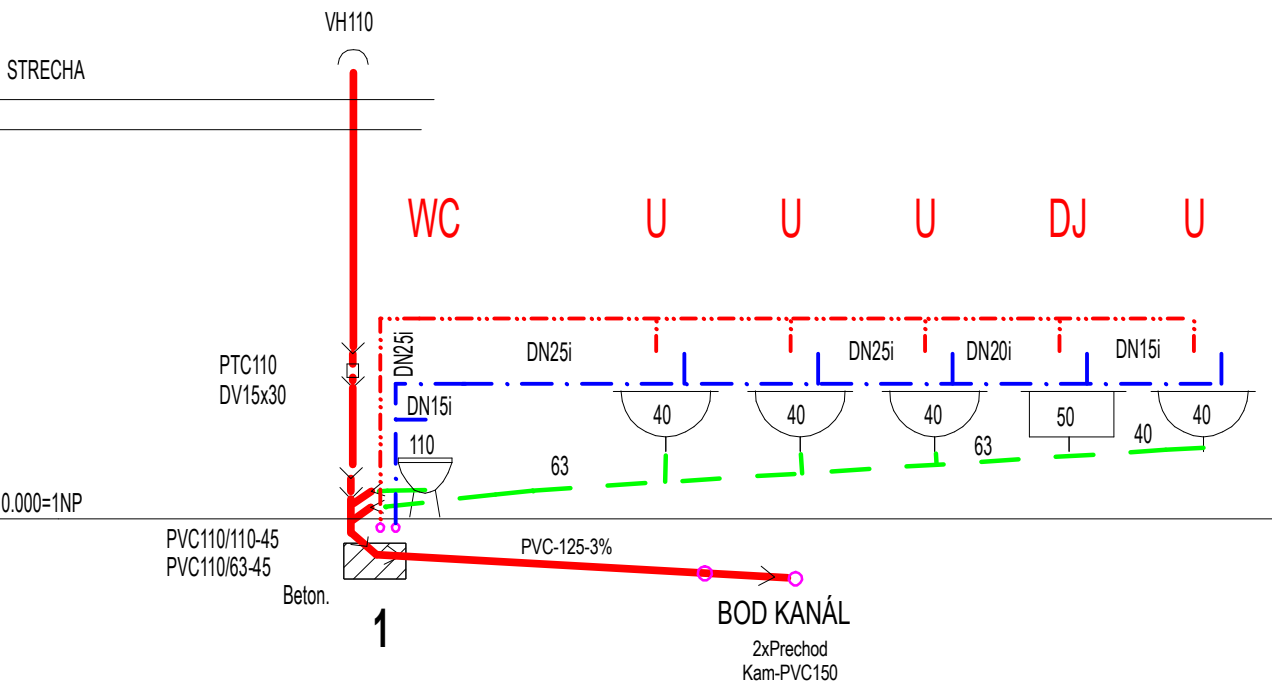 VH110
STRECHA
WC U U U DJ U
PTC110
DV15x30
DN25i
DN25i
DN25i
DN20i
DN15i
DN15i
110
40
40
40
50
40
63
63
40
0.000=1NP
PVC110/110-45
PVC110/63-45
PVC-125-3%
Beton.
1
BOD KANÁL
2xPrechod
Kam-PVC150